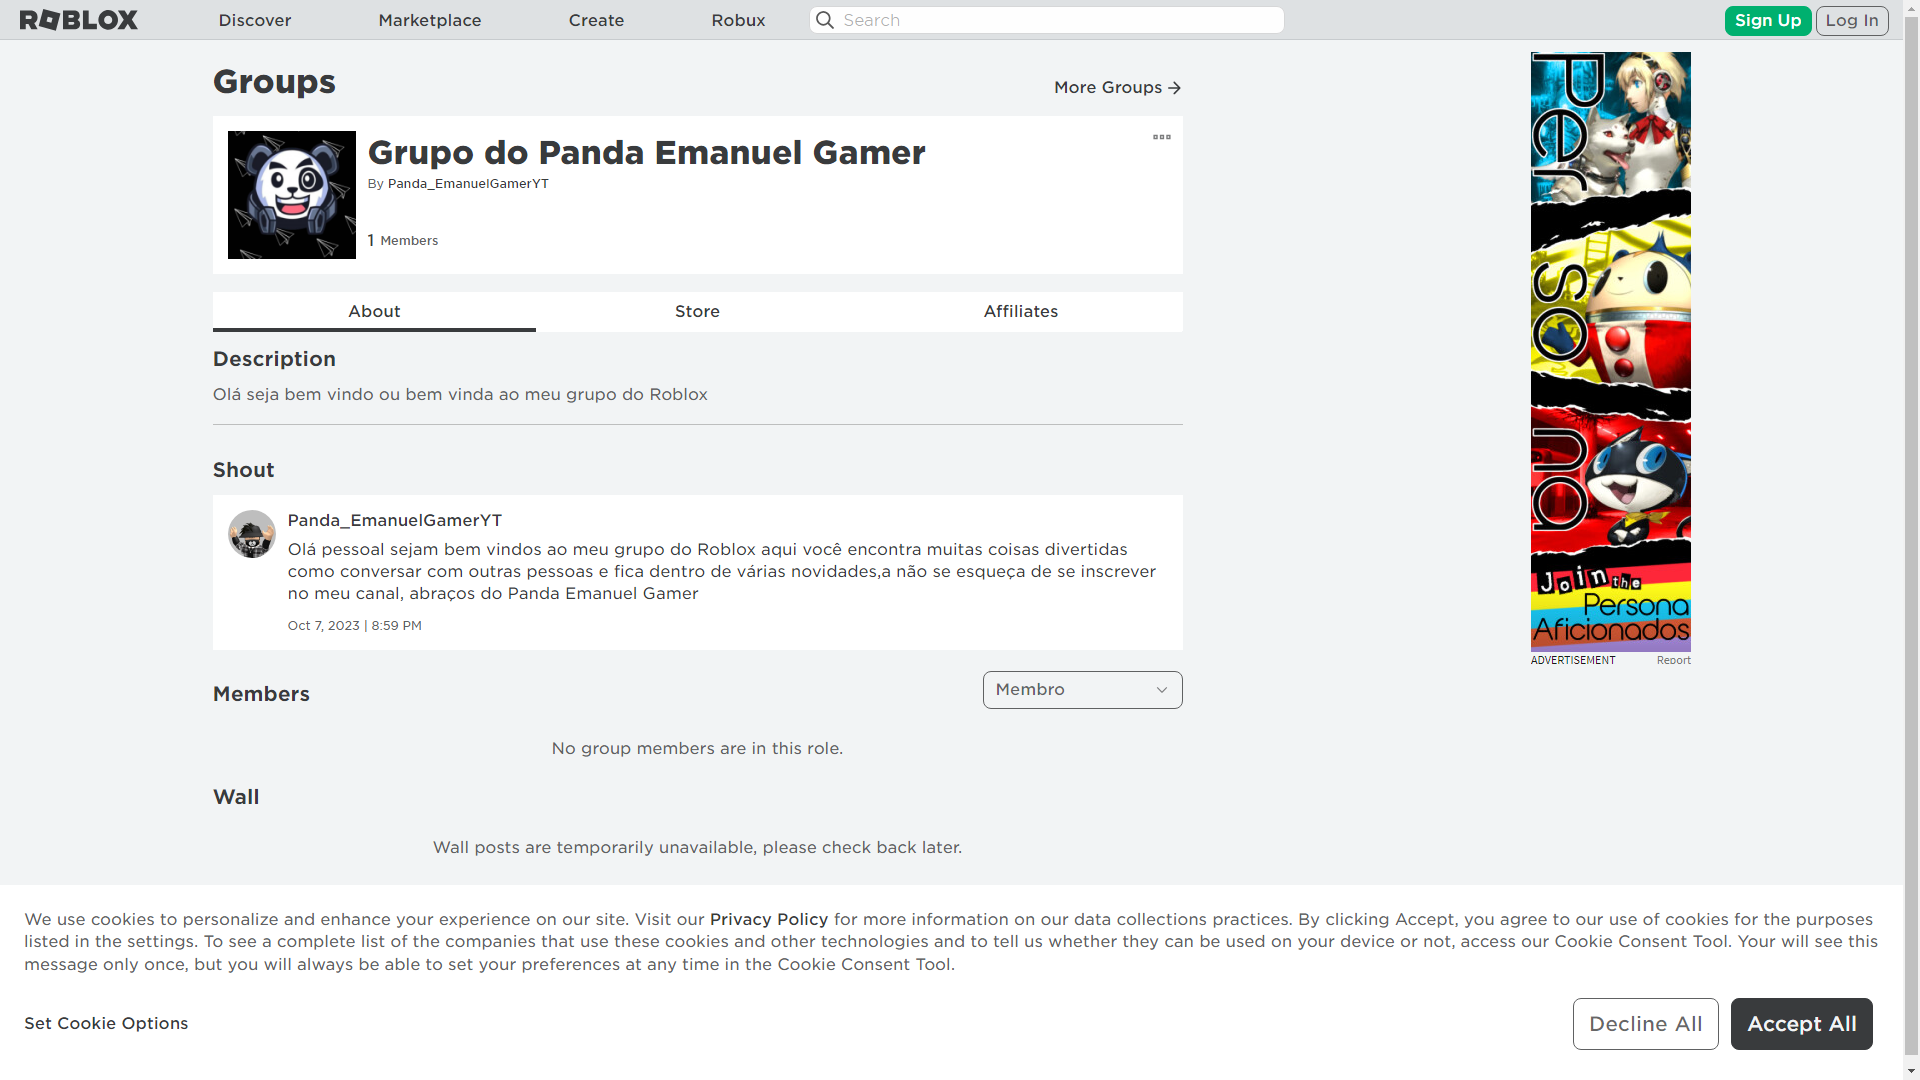 ROBLOX
Discover
Marketplace
Create
Robux
Search
Sign Up
Log In
Groups
More Groups
Grupo do Panda Emanuel Gamer
By Panda_EmanuelGamerYT
1 Members
About
Store
Affiliates
Description
Olá seja bem vindo ou bem vinda ao meu grupo do Roblox
Shout
Panda_EmanuelGamerYT
Olá pessoal sejam bem vindos ao meu grupo do Roblox aqui você encontra muitas coisas divertidas
como conversar com outras pessoas e fica dentro de várias novidades,a não se esqueça de se inscrever
no meu canal, abraços do Panda Emanuel Gamer
Oct 7, 2023 | 8:59 PM
Members
Membro
No group members are in this role.
Wall
Wall posts are temporarily unavailable, please check back later.
Per
so
na
Join the
Persona
Aficionados
ADVERTISEMENT
Report
We use cookies to personalize and enhance your experience on our site. Visit our Privacy Policy for more information on our data collections practices. By clicking Accept, you agree to our use of cookies for the purposes
listed in the settings. To see a complete list of the companies that use these cookies and other technologies and to tell us whether they can be used on your device or not, access our Cookie Consent Tool. Your will see this
message only once, but you will always be able to set your preferences at any time in the Cookie Consent Tool.
Set Cookie Options
Decline All
Accept All